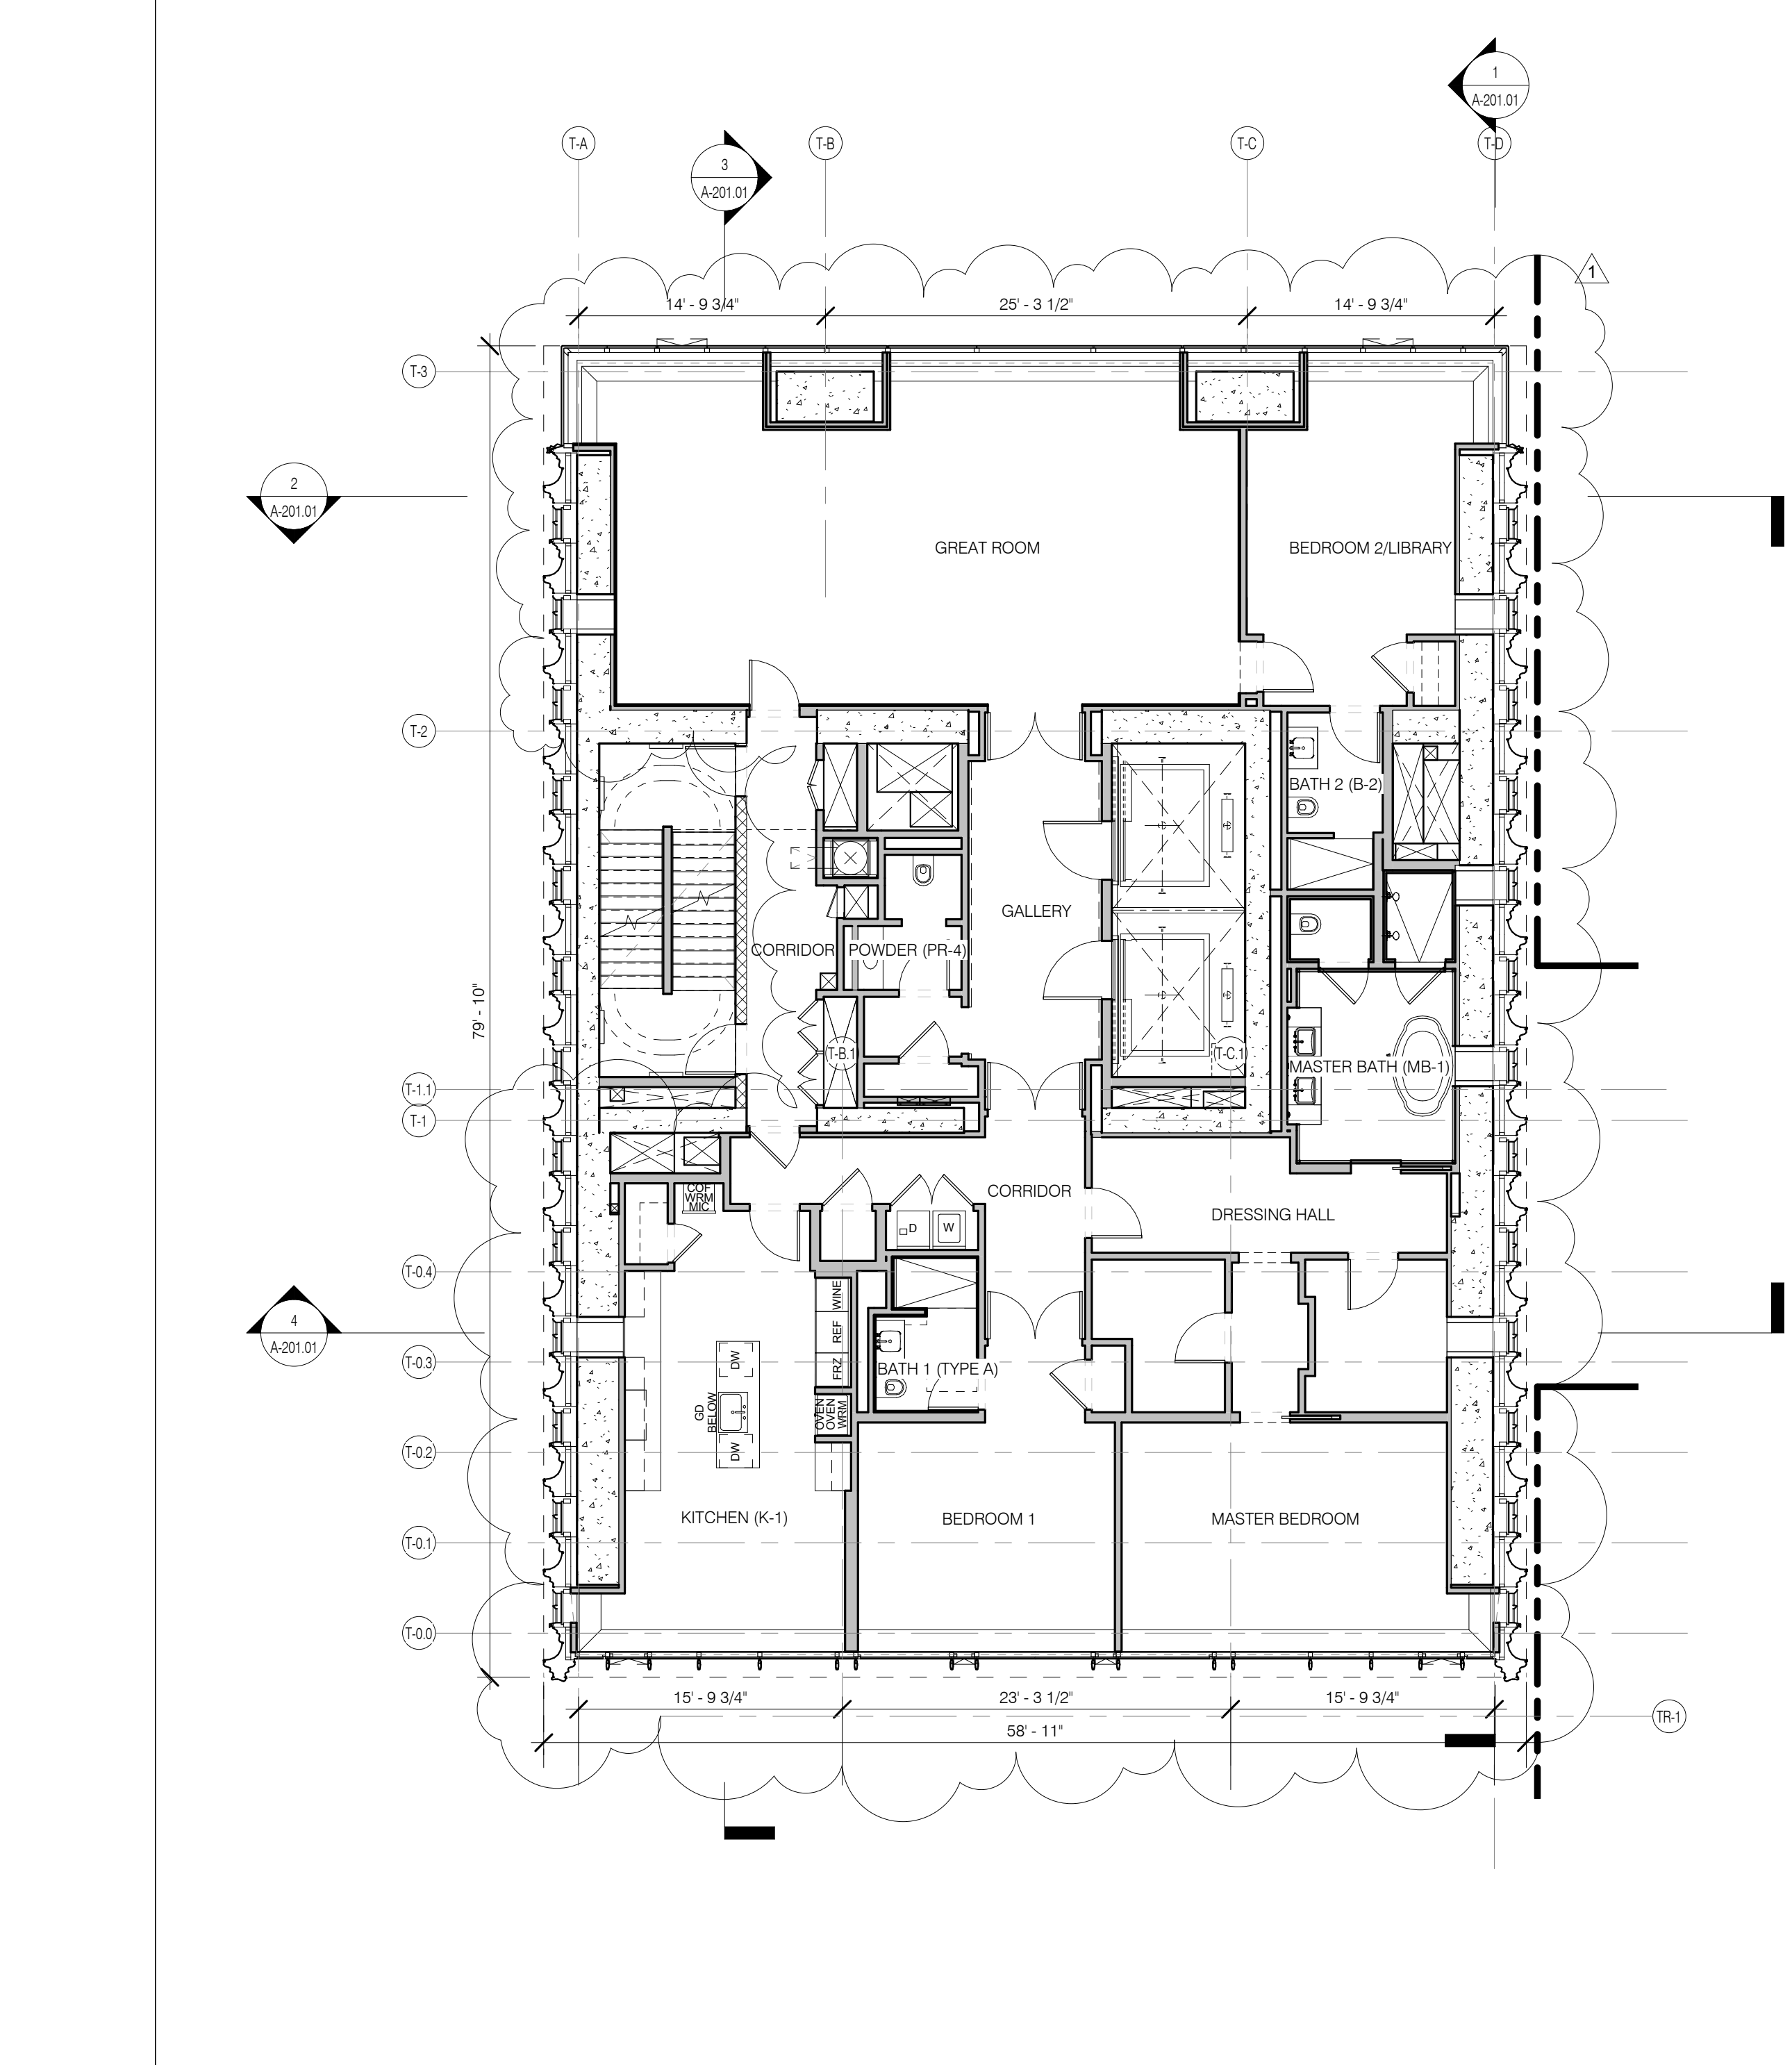 1
A-201.01
T-A
T-B
T-C
T-D
3
A-201.01
1
14' - 9 3/4"
25' - 3 1/2"
14' - 9 3/4"
T-3
2
A-201.01
GREAT ROOM
BEDROOM 2/LIBRARY
T-2
BATH 2 (B-2)
GALLERY
CORRIDOR
POWDER (PR-4)
79' - 10"
T-B.1
T-C.1
MASTER BATH (MB-1)
T-1.1
T-1
COF
WRM
MIC
CORRIDOR
DRESSING HALL
D
W
T-0.4
WINE
REF
FRZ
4
A-201.01
T-0.3
DW
BATH 1 (TYPE A)
GD
BELOW
OVEN
OVEN
WRM
DW
T-0.2
KITCHEN (K-1)
BEDROOM 1
MASTER BEDROOM
T-0.1
T-0.0
15' - 9 3/4"
23' - 3 1/2"
15' - 9 3/4"
TR-1
58' - 11"